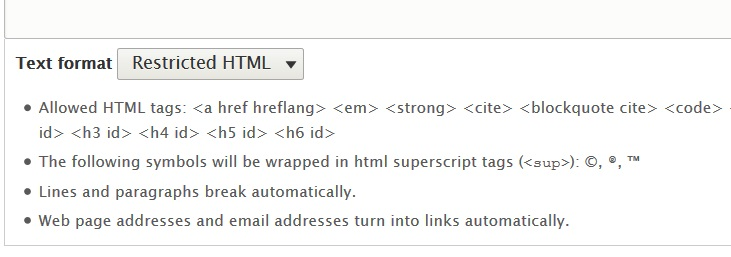 Text format Restricted HTML
Allowed HTML tags: <a href hreflang> <em> <strong> <cite> <blockquote cite> <code>
id> <h3 id> <h4 id> <h5 id> <h6 id>
The following symbols will be wrapped in html superscript tags (<sup>): ©, ®, ™
Lines and paragraphs break automatically.
Web page addresses and email addresses turn into links automatically.